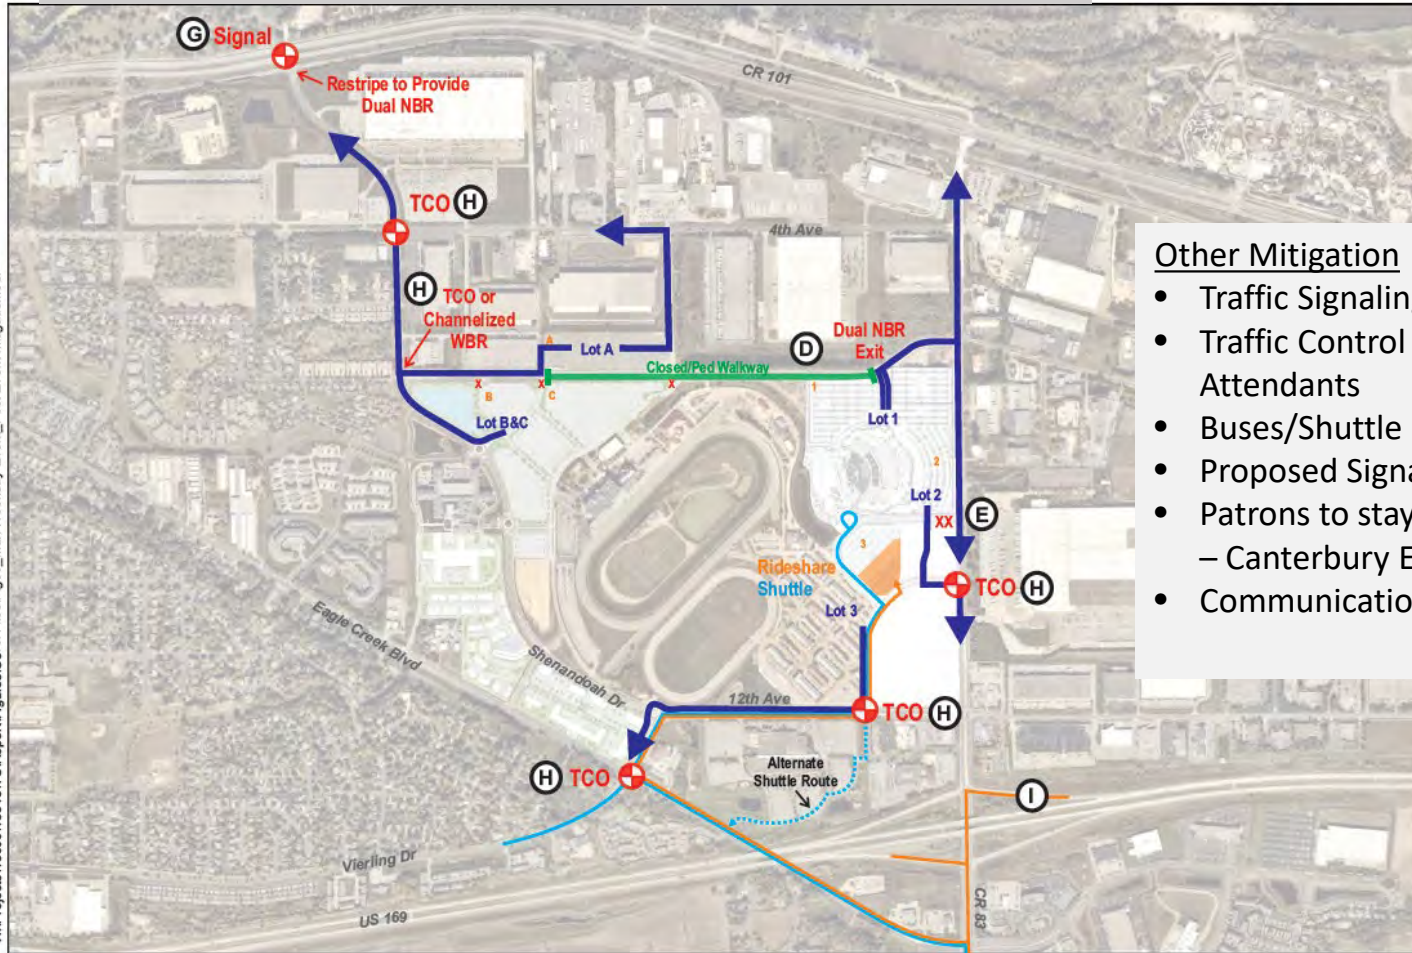 G Signal
Restripe to Provide
Dual NBR
CR 101
TCO H
4th Ave
H TCO or
Channelized
WBR
Dual NBR
Exit
D
A
Lot A
Closed/Ped Walkway
X
X
X
B
C
1
Lot 1
Lot B&C
2
Lot 2
XX
E
3
Rideshare
Shuttle
TCO H
Lot 3
Eagle Creek Blvd
Shenandoah Dr
12th Ave
TCO H
H TCO
Alternate
Shuttle Route
I
Vierling Dr
US 169
CR 83
Other Mitigation
• Traffic Signalin
• Traffic Control
Attendants
• Buses/Shuttle
• Proposed Signa
• Patrons to stay
– Canterbury E
• Communicatio